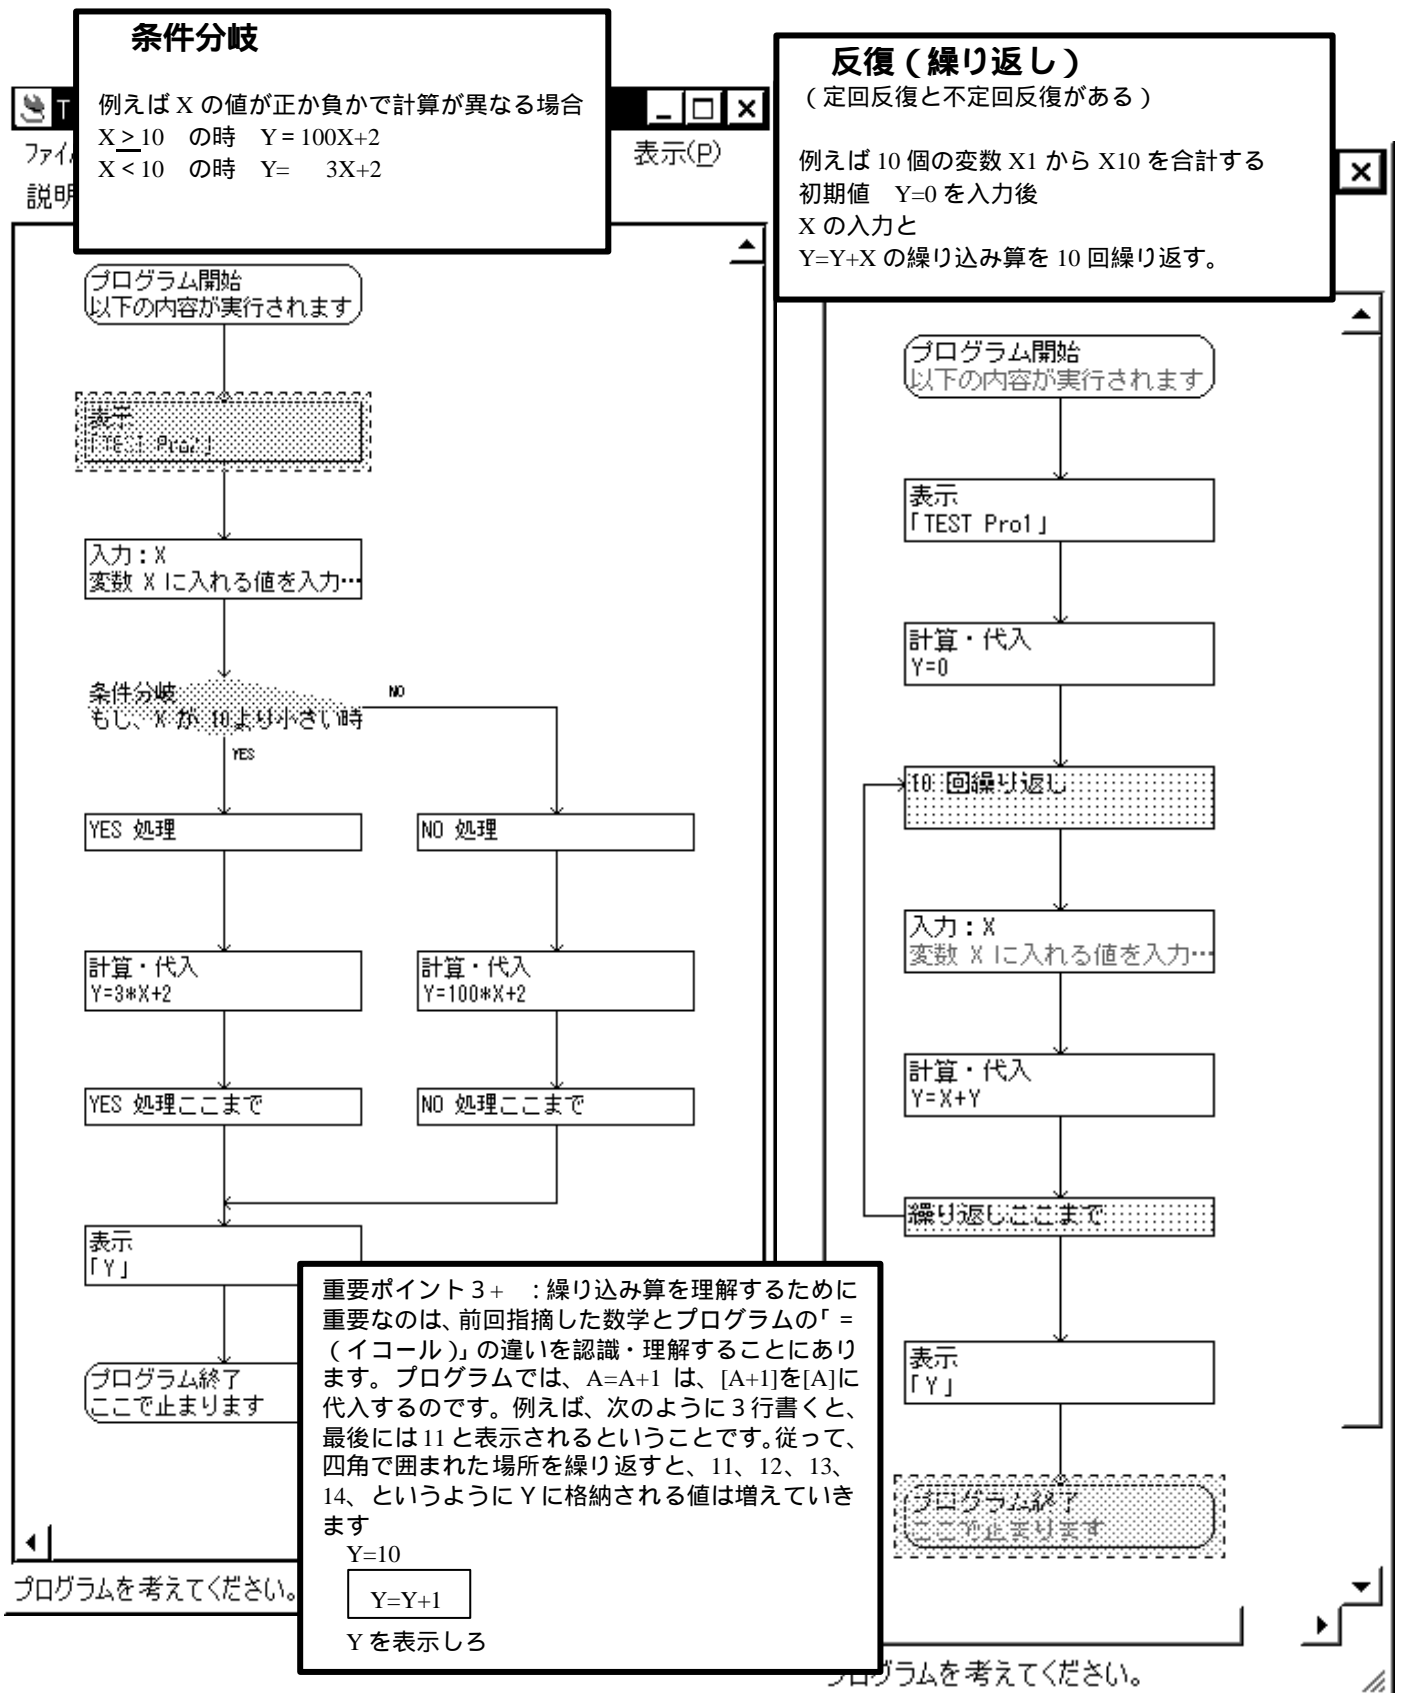 条件分岐
例えば X の値が正か負かで計算が異なる場合
X ≥ 10　の時　Y = 100X+2
X < 10　の時　Y=　3X+2
T
ファイル
表示(P)
説明
プログラム開始
以下の内容が実行されます
表示
「TEST Pro2」
入力：X
変数 X に入れる値を入力…
条件分岐
もし、X が 10より小さい時
NO
YES
YES 処理
NO 処理
計算・代入
Y=3*X+2
計算・代入
Y=100*X+2
YES 処理ここまで
NO 処理ここまで
表示
「Y」
プログラム終了
ここで止まります
プログラムを考えてください。
反復（繰り返し）
（定回反復と不定回反復がある）
例えば 10 個の変数 X1 から X10 を合計する
初期値　Y=0 を入力後
X の入力と
Y=Y+X の繰り込み算を 10 回繰り返す。
プログラム開始
以下の内容が実行されます
表示
「TEST Pro1」
計算・代入
Y=0
10 回繰り返し
入力：X
変数 X に入れる値を入力…
計算・代入
Y=X+Y
繰り返しここまで
表示
「Y」
プログラム終了
ここで止まります
プログラムを考えてください。
重要ポイント３+　：繰り込み算を理解するために
重要なのは、前回指摘した数学とプログラムの「＝
（イコール）」の違いを認識・理解することにあり
ます。プログラムでは、A=A+1 は、[A+1]を[A]に
代入するのです。例えば、次のように３行書くと、
最後には 11 と表示されるということです。従って、
四角で囲まれた場所を繰り返すと、11、12、13、
14、というように Y に格納される値は増えていき
ます
Y=10
Y=Y+1
Y を表示しろ